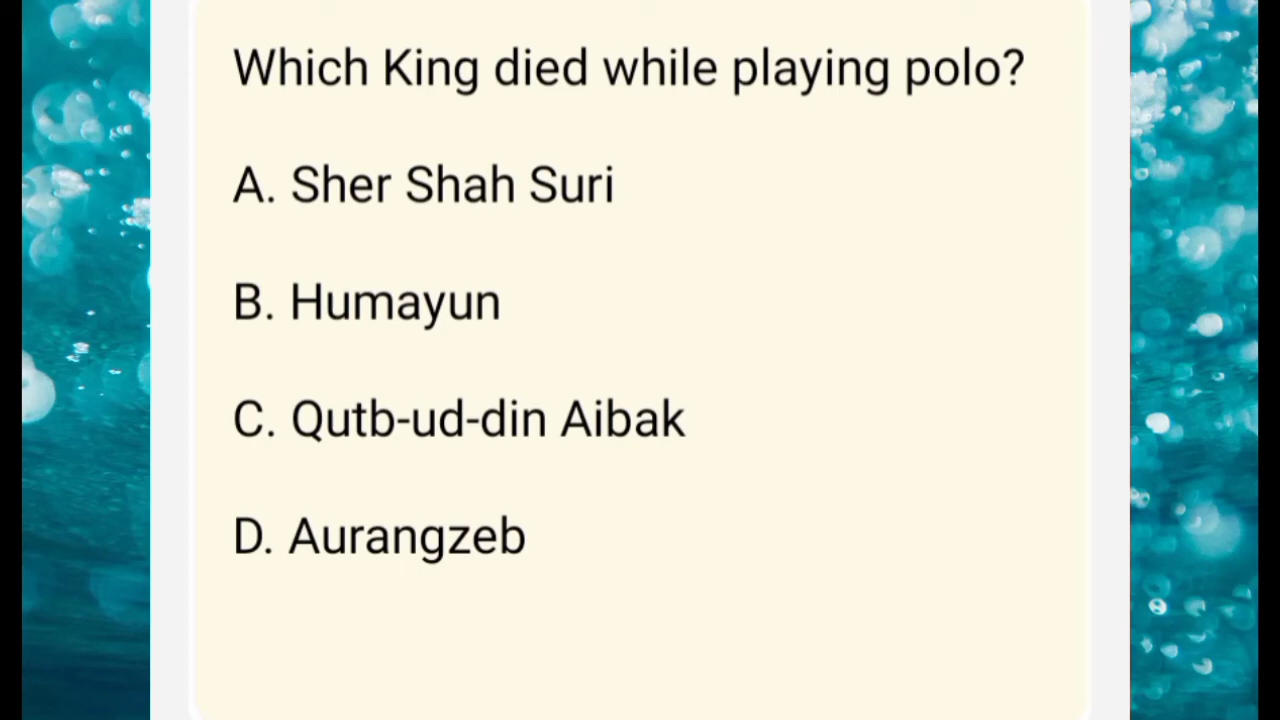 Which King died while playing polo?
A. Sher Shah Suri
B. Humayun
C. Qutb-ud-din Aibak
D. Aurangzeb